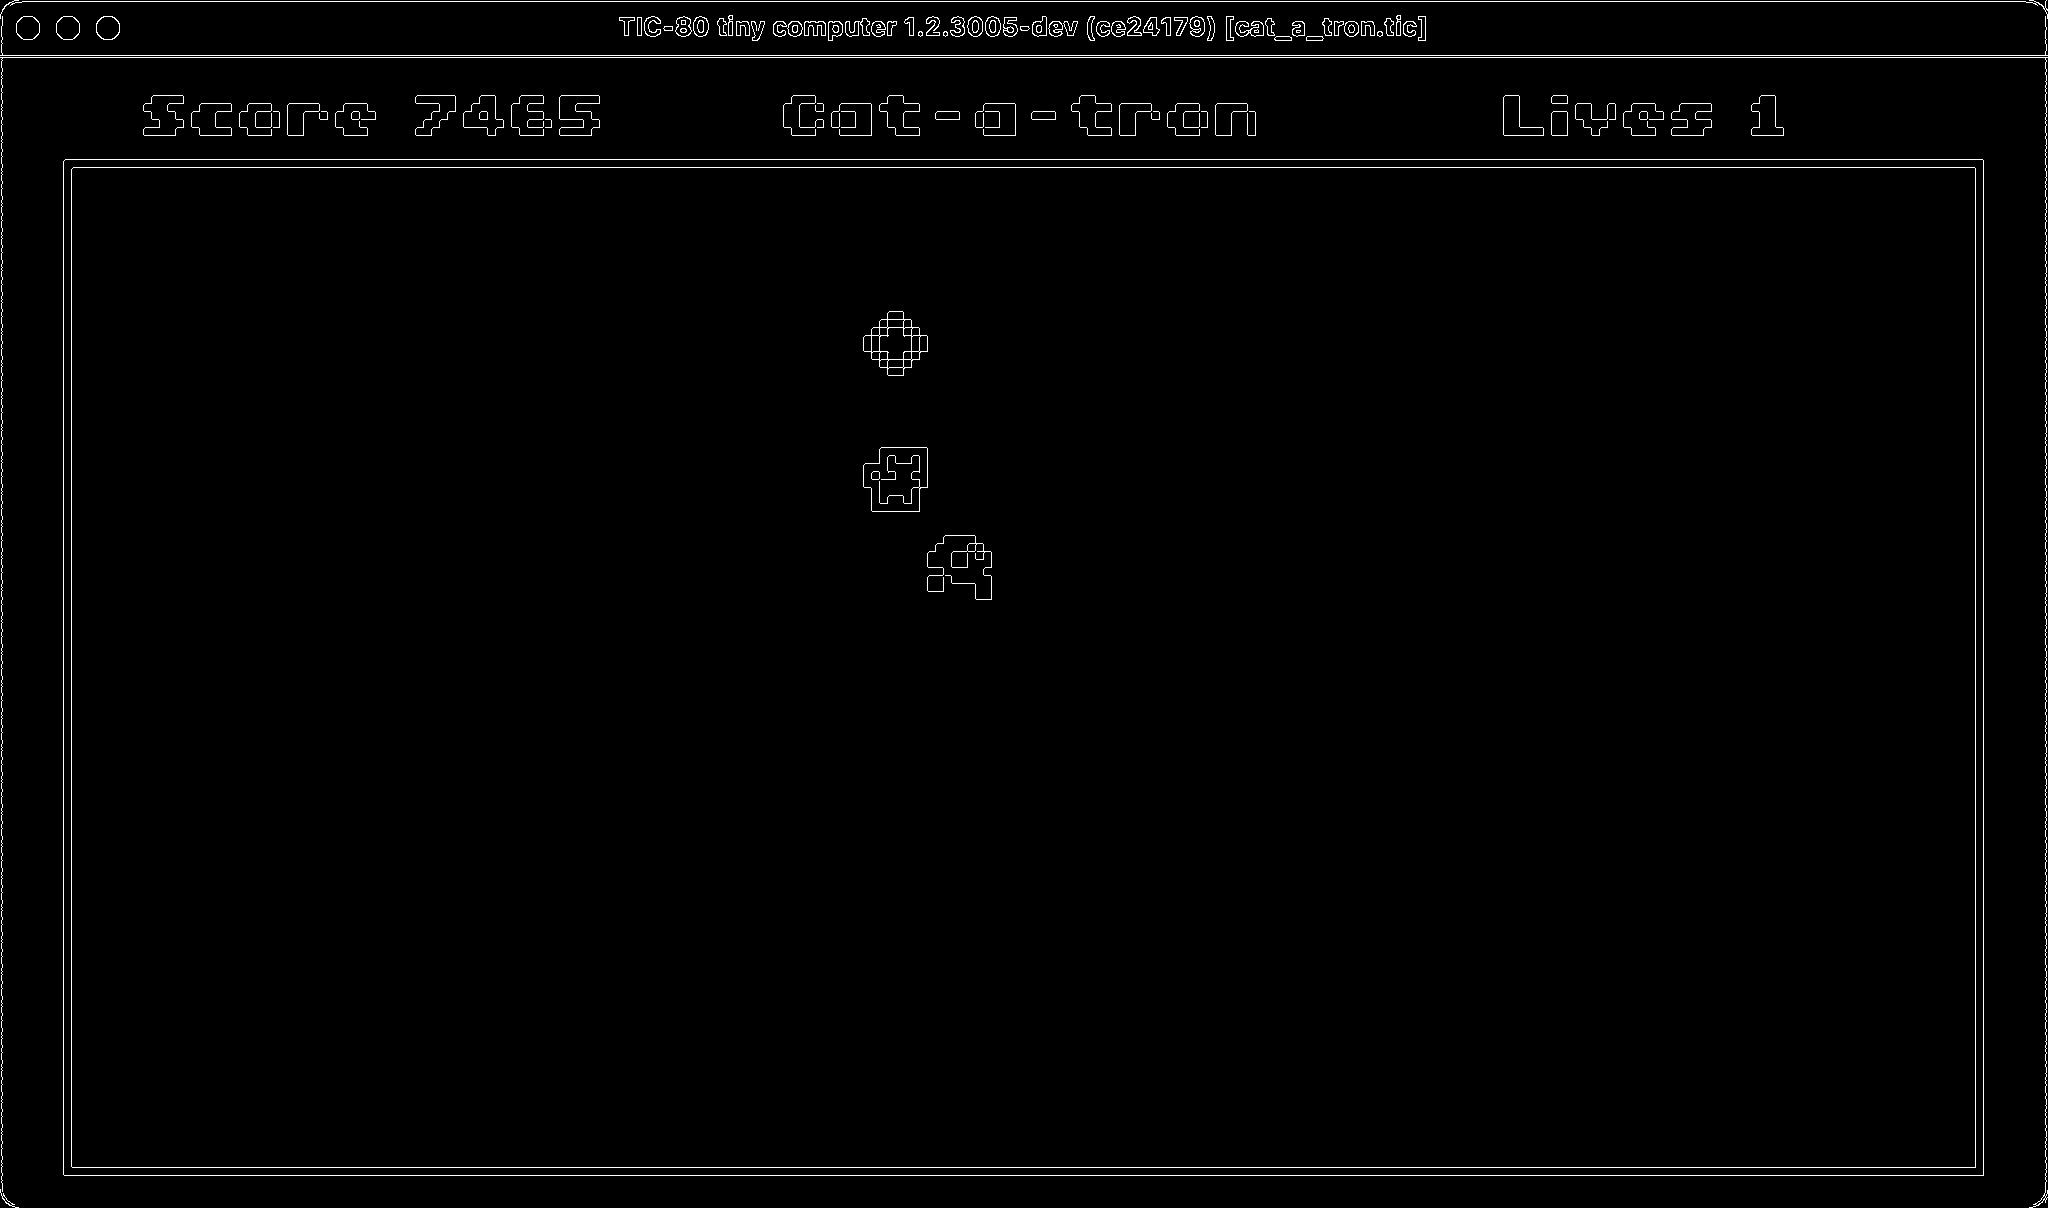 TIC-80 tiny computer 1.2.3005-dev (ce24179) [cat_a_tron.tic]
Score 7465 Cat-a-tron Lives 1